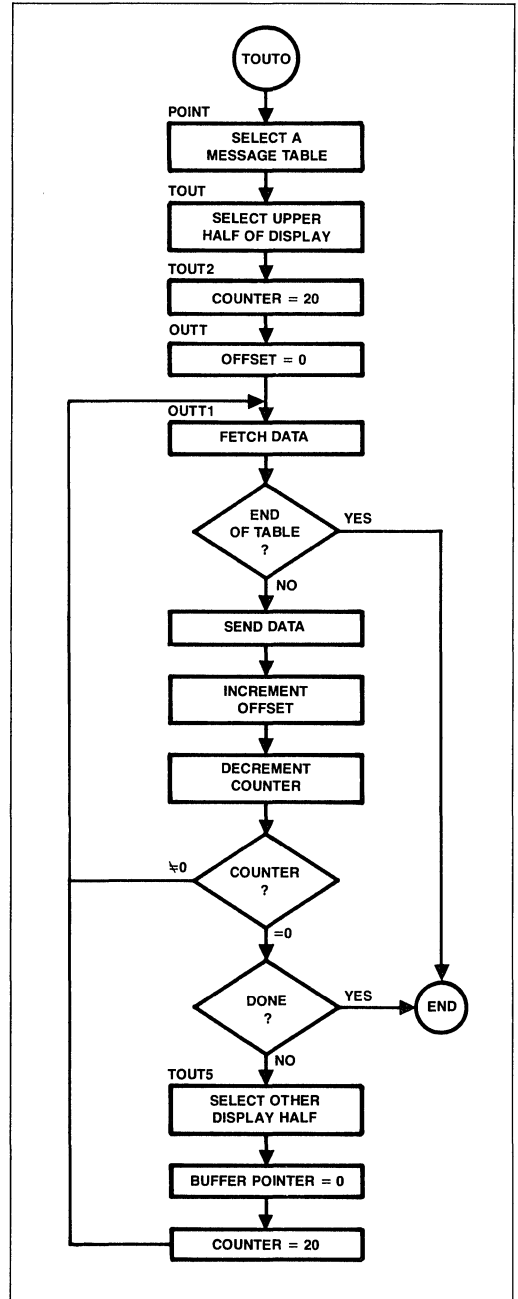 TOUTO
POINT
SELECT A
MESSAGE TABLE
TOUT
SELECT UPPER
HALF OF DISPLAY
TOUT2
COUNTER = 20
OUTT
OFFSET = 0
OUTT1
FETCH DATA
END
OF TABLE
?
YES
NO
SEND DATA
INCREMENT
OFFSET
DECREMENT
COUNTER
≠0
COUNTER
?
=0
DONE
?
YES
END
NO
TOUT5
SELECT OTHER
DISPLAY HALF
BUFFER POINTER = 0
COUNTER = 20